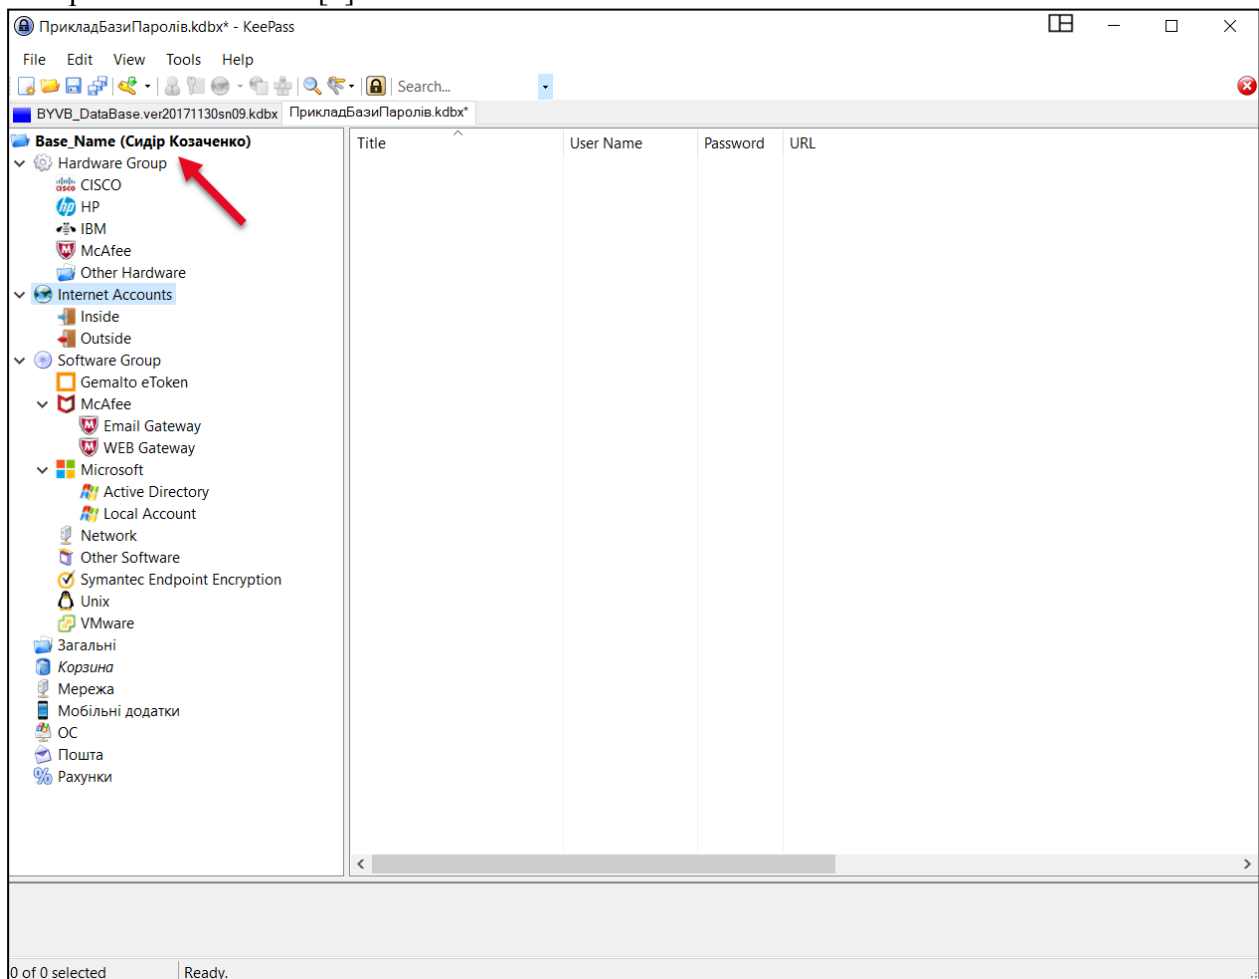 ПрикладБазиПаролів.kdbx* - KeePass
File Edit View Tools Help
Search...
BYVB_DataBase.ver20171130sn09.kdbx ПрикладБазиПаролів.kdbx*
Base_Name (Сидір Козаченко)
Title User Name Password URL
Hardware Group
CISCO
HP
IBM
McAfee
Other Hardware
Internet Accounts
Inside
Outside
Software Group
Gemalto eToken
McAfee
Email Gateway
WEB Gateway
Microsoft
Active Directory
Local Account
Network
Other Software
Symantec Endpoint Encryption
Unix
VMware
Загальні
Корзина
Мережа
Мобільні додатки
ОС
Пошта
Рахунки
0 of 0 selected Ready.